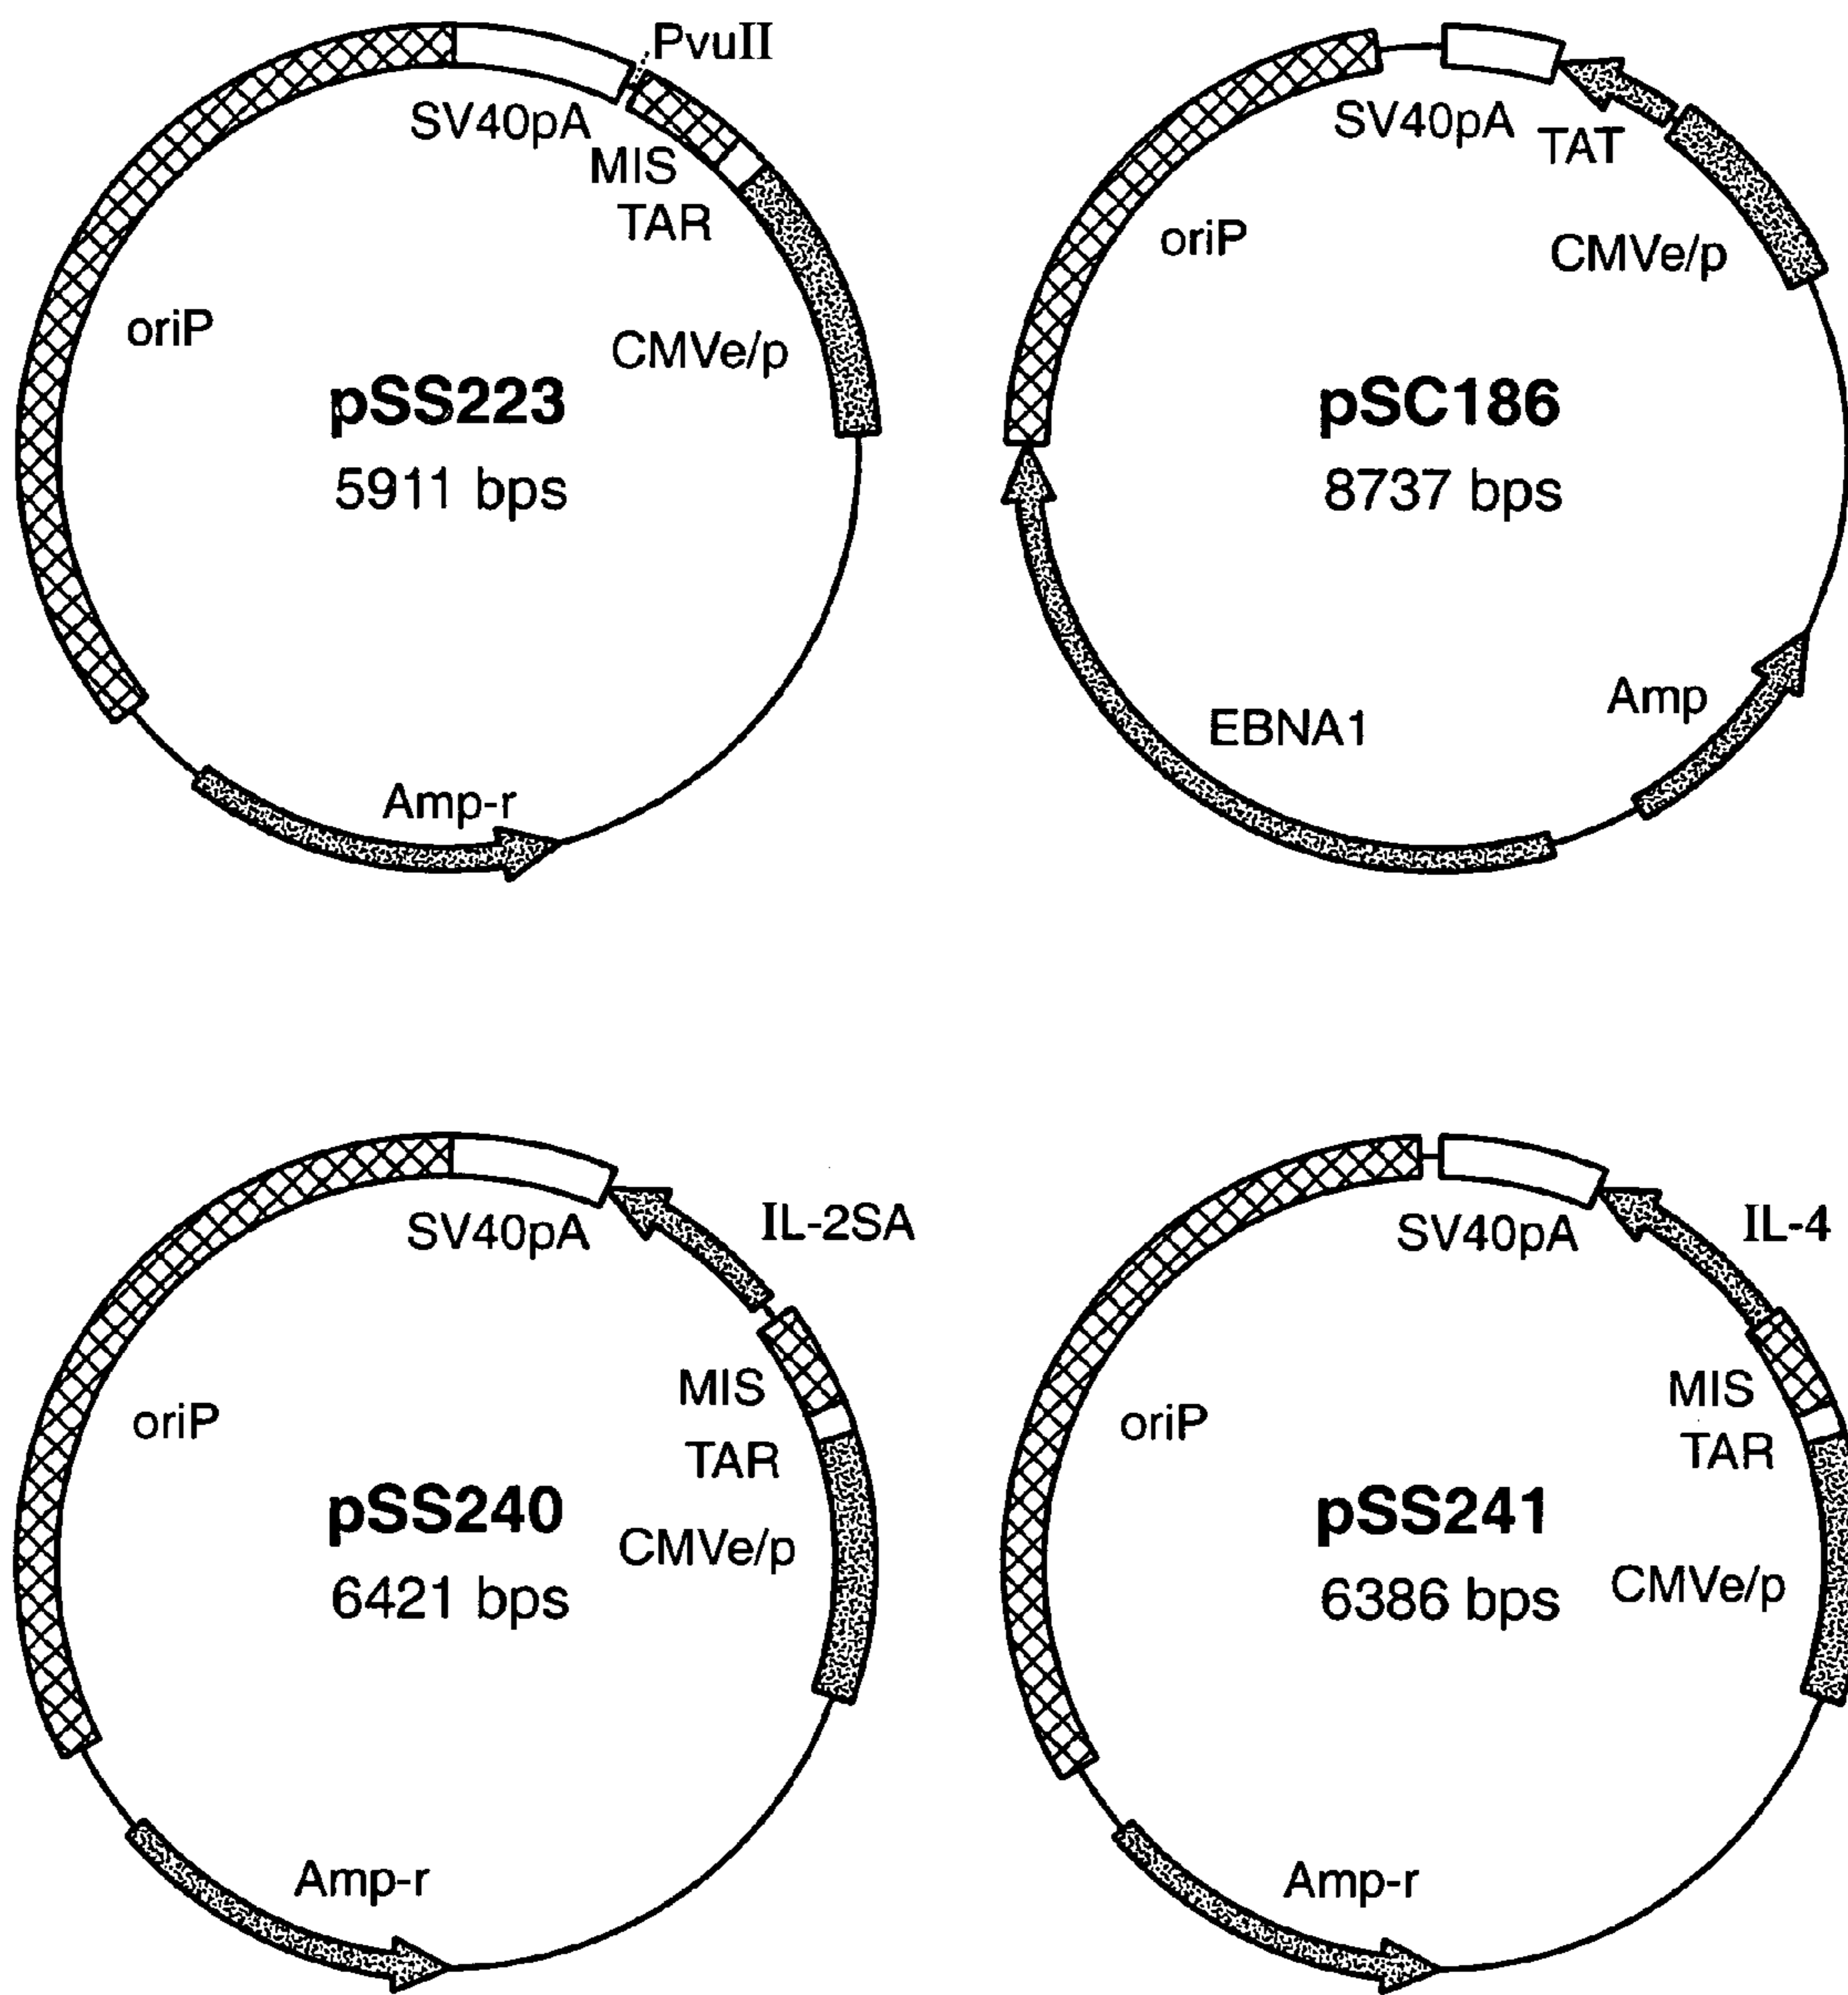 PvuII
SV40pA
MIS
TAR
oriP
CMVe/p
pSS223
5911 bps
Amp-r
SV40pA
TAT
oriP
CMVe/p
pSC186
8737 bps
Amp
EBNA1
IL-2SA
SV40pA
MIS
oriP
TAR
pSS240
CMVe/p
6421 bps
Amp-r
IL-4
SV40pA
MIS
oriP
TAR
pSS241
CMVe/p
6386 bps
Amp-r